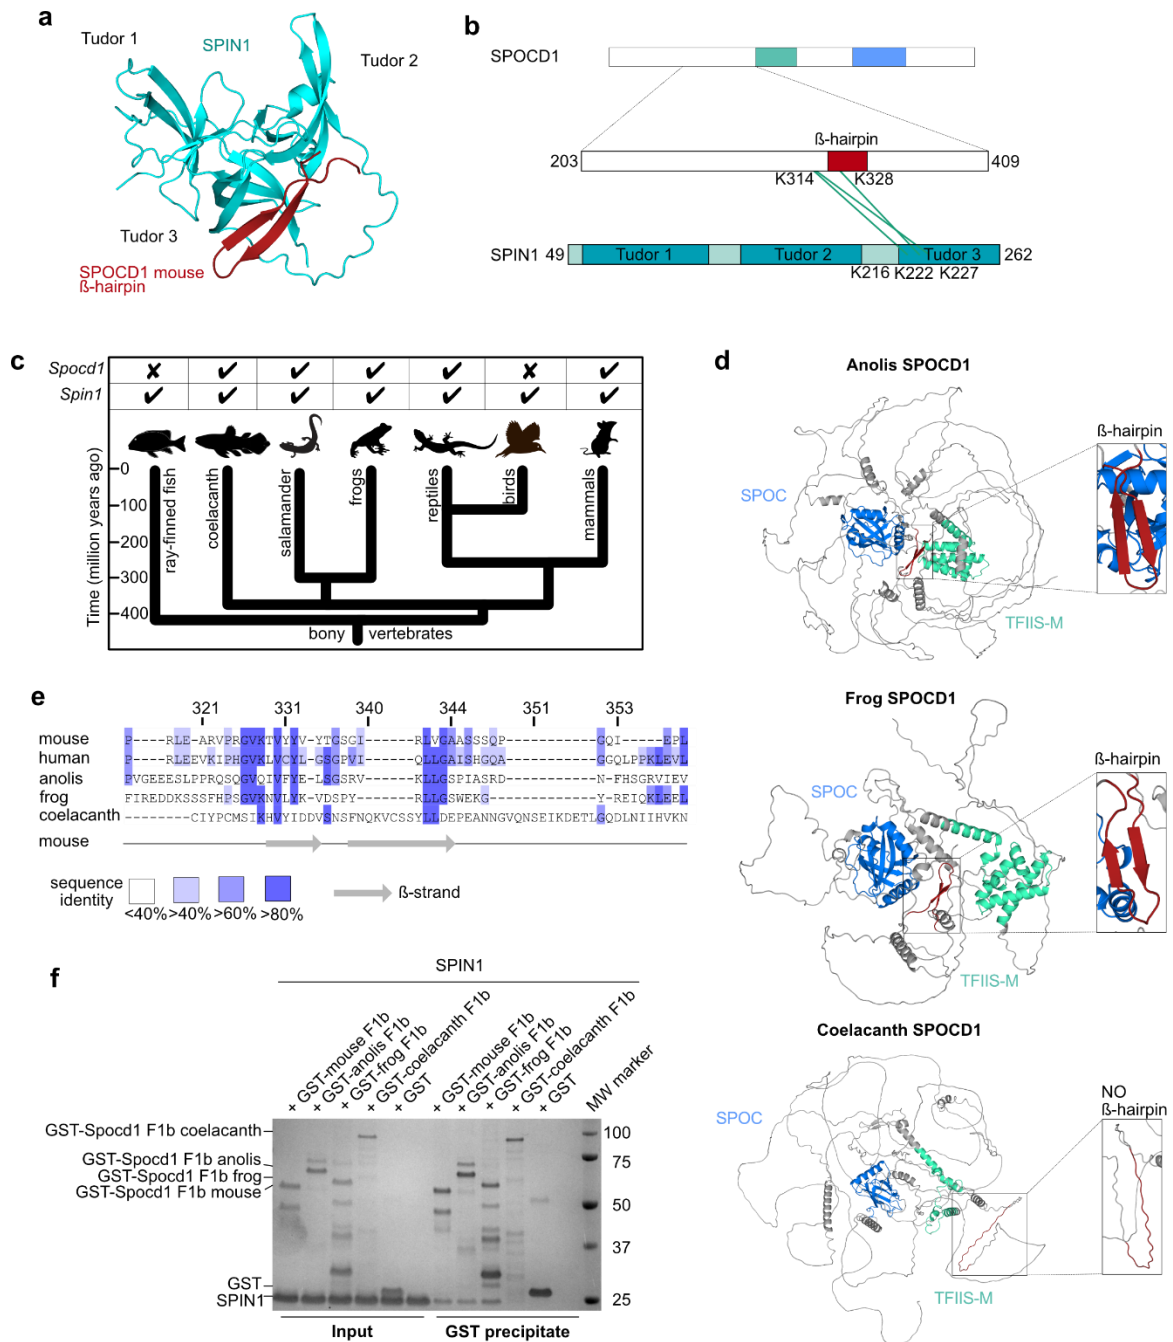 a
Tudor 1
SPIN1
Tudor 2
Tudor 3
SPOCD1 mouse
ß-hairpin
b
SPOCD1
ß-hairpin
203
409
K314
K328
SPIN1
49
Tudor 1
Tudor 2
Tudor 3
262
K216
K222
K227
c
Spocd1
Spin1
Time (million years ago)
0
100
200
300
400
ray-finned fish
coelacanth
salamander
frogs
reptiles
birds
mammals
bony
vertebrates
d
Anolis SPOCD1
ß-hairpin
SPOC
TFIIS-M
Frog SPOCD1
ß-hairpin
SPOC
TFIIS-M
Coelacanth SPOCD1
NO
ß-hairpin
SPOC
TFIIS-M
e
321 331 340 344 351 353
mouse
human
anolis
frog
coelacanth
mouse
P----RLE-ARVPRGVKTVYYV-YTGSGI------RLVGAASSSQP--------GQI----EPL
sequence
identity
<40% >40% >60% >80%
ß-strand
f
SPIN1
+ GST-mouse F1b
+ GST-anolis F1b
+ GST-frog F1b
+ GST-coelacanth F1b
+ GST
+ GST-mouse F1b
+ GST-anolis F1b
+ GST-frog F1b
+ GST-coelacanth F1b
+ GST
MW marker
GST-Spocd1 F1b coelacanth
GST-Spocd1 F1b anolis
GST-Spocd1 F1b frog
GST-Spocd1 F1b mouse
GST
SPIN1
100
75
50
37
25
Input
GST precipitate